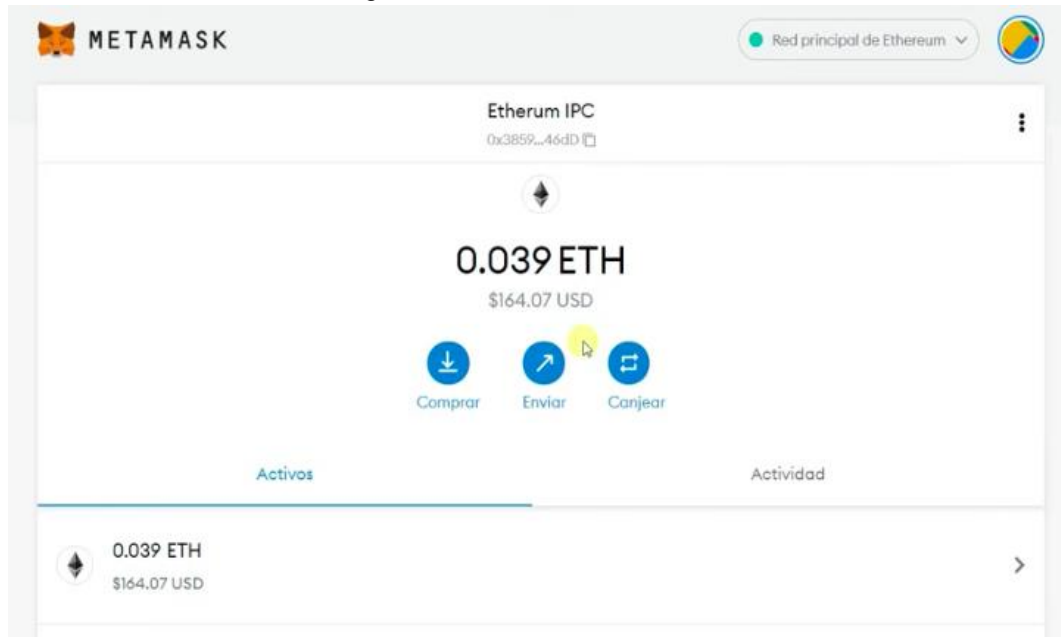 METAMASK
Red principal de Ethereum
Etherum IPC
0x3859...46dD
0.039 ETH
$164.07 USD
Comprar Enviar Canjear
Activos Actividad
0.039 ETH
$164.07 USD